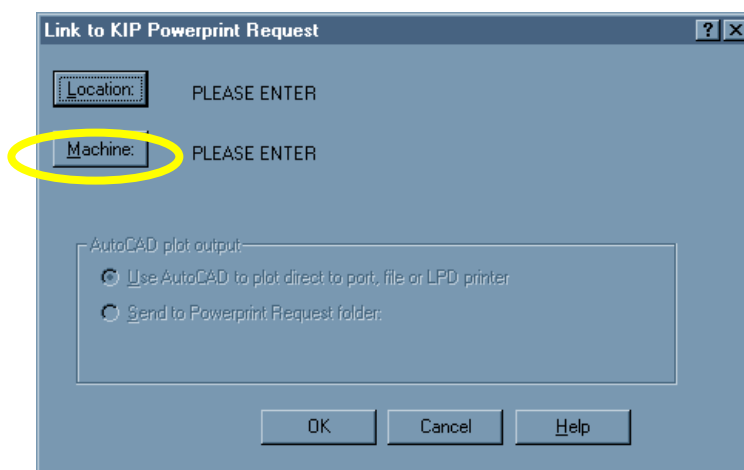 Link to KIP Powerprint Request
Location: PLEASE ENTER
Machine: PLEASE ENTER
AutoCAD plot output
Use AutoCAD to plot direct to port, file or LPD printer
Send to Powerprint Request folder:
OK Cancel Help